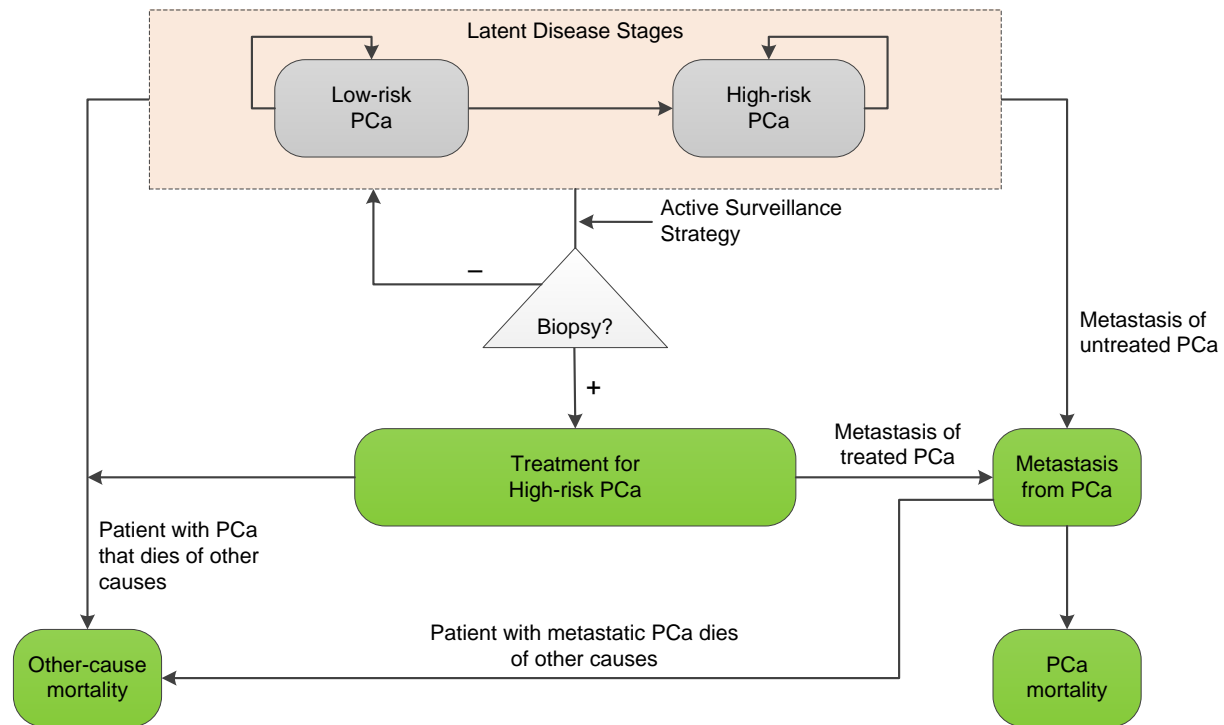 Latent Disease Stages
Low-risk
PCa
High-risk
PCa
Active Surveillance
Strategy
–
Biopsy?
+
Metastasis of
untreated PCa
Treatment for
High-risk PCa
Metastasis of
treated PCa
Metastasis
from PCa
Patient with PCa
that dies of other
causes
Patient with metastatic PCa dies
of other causes
Other-cause
mortality
PCa
mortality